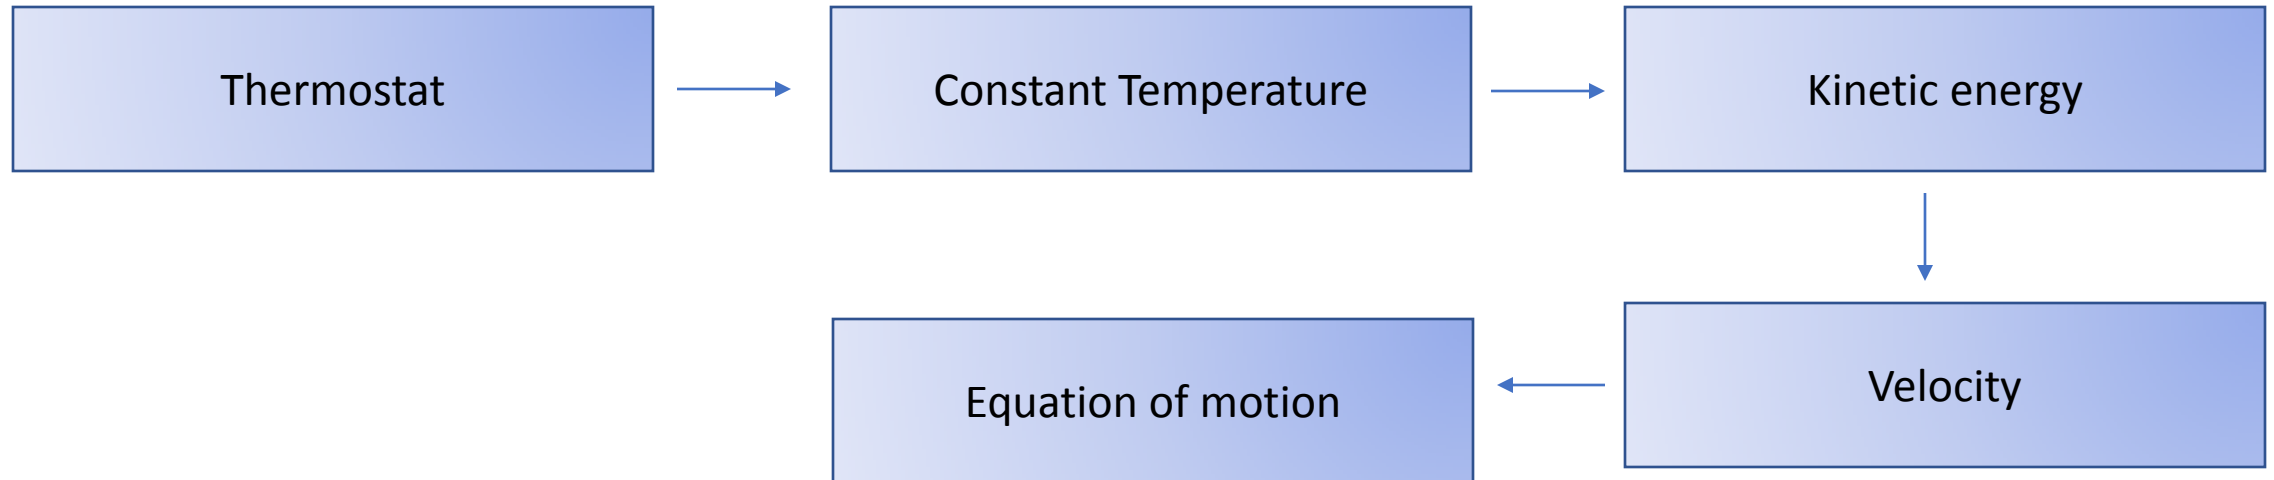 Thermostat
Constant Temperature
Kinetic energy
Velocity
Equation of motion